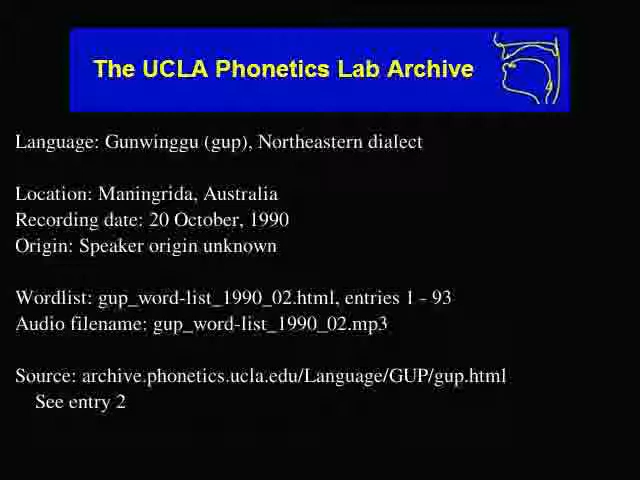 The UCLA Phonetics Lab Archive
Language: Gunwinggu (gup), Northeastern dialect
Location: Maningrida, Australia
Recording date: 20 October, 1990
Origin: Speaker origin unknown
Wordlist: gup_word-list_1990_02.html, entries 1 - 93
Audio filename: gup_word-list_1990_02.mp3
Source: archive.phonetics.ucla.edu/Language/GUP/gup.html
See entry 2